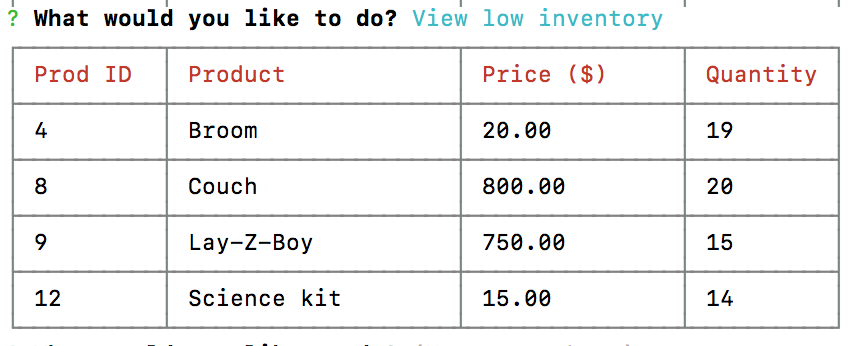 ? What would you like to do? View low inventory
Prod ID Product Price ($) Quantity
4 Broom 20.00 19
8 Couch 800.00 20
9 Lay-Z-Boy 750.00 15
12 Science kit 15.00 14